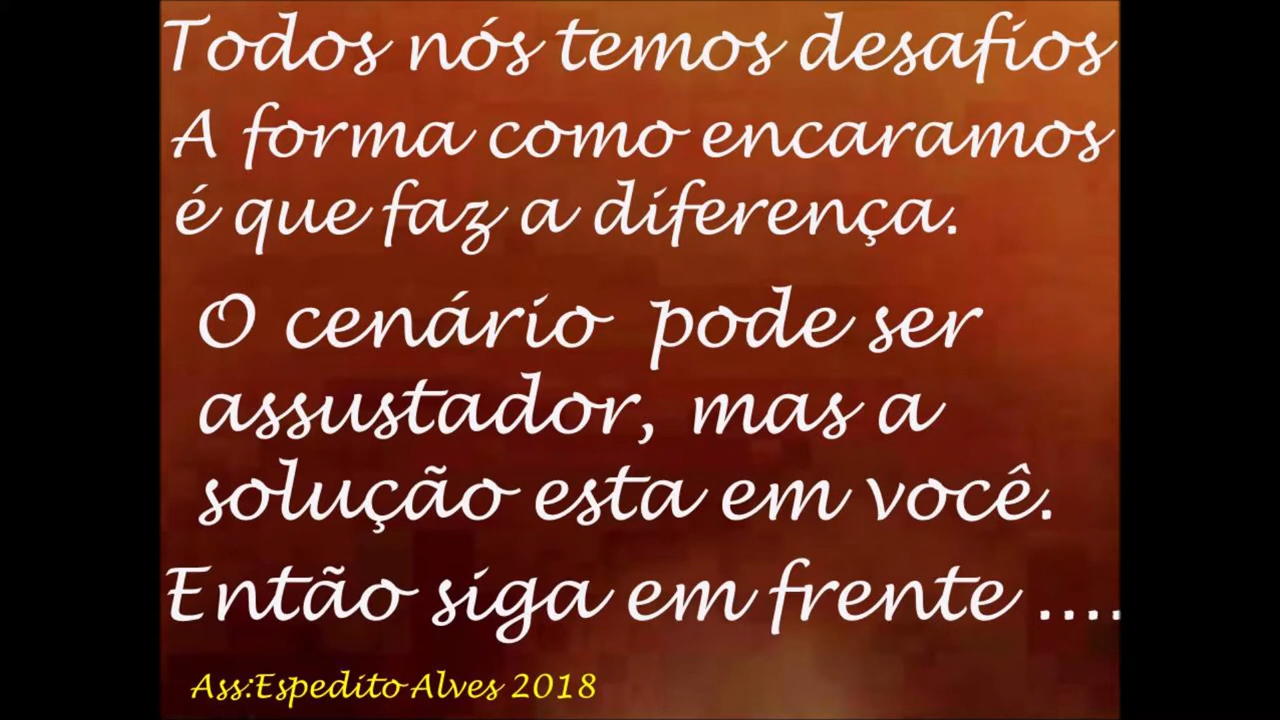 Todos nós temos desafios
A forma como encaramos
é que faz a diferença.
O cenário pode ser
assustador, mas a
solução esta em você.
Então siga em frente ....
Ass:Espedito Alves 2018